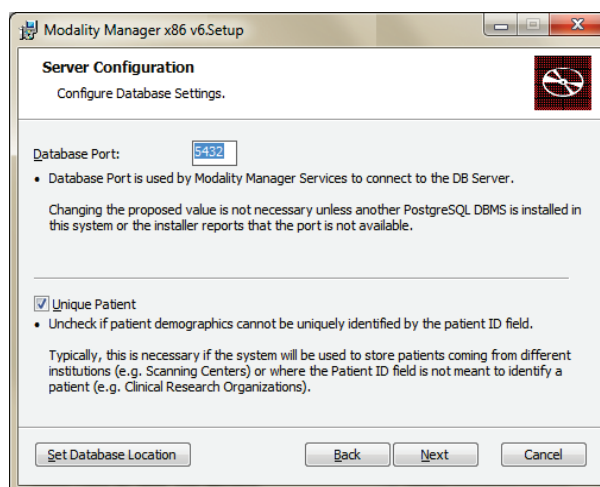 Modality Manager x86 v6.Setup
Server Configuration
Configure Database Settings.
Database Port: 5432
• Database Port is used by Modality Manager Services to connect to the DB Server.
Changing the proposed value is not necessary unless another PostgreSQL DBMS is installed in
this system or the installer reports that the port is not available.
Unique Patient
• Uncheck if patient demographics cannot be uniquely identified by the patient ID field.
Typically, this is necessary if the system will be used to store patients coming from different
institutions (e.g. Scanning Centers) or where the Patient ID field is not meant to identify a
patient (e.g. Clinical Research Organizations).
Set Database Location Back Next Cancel